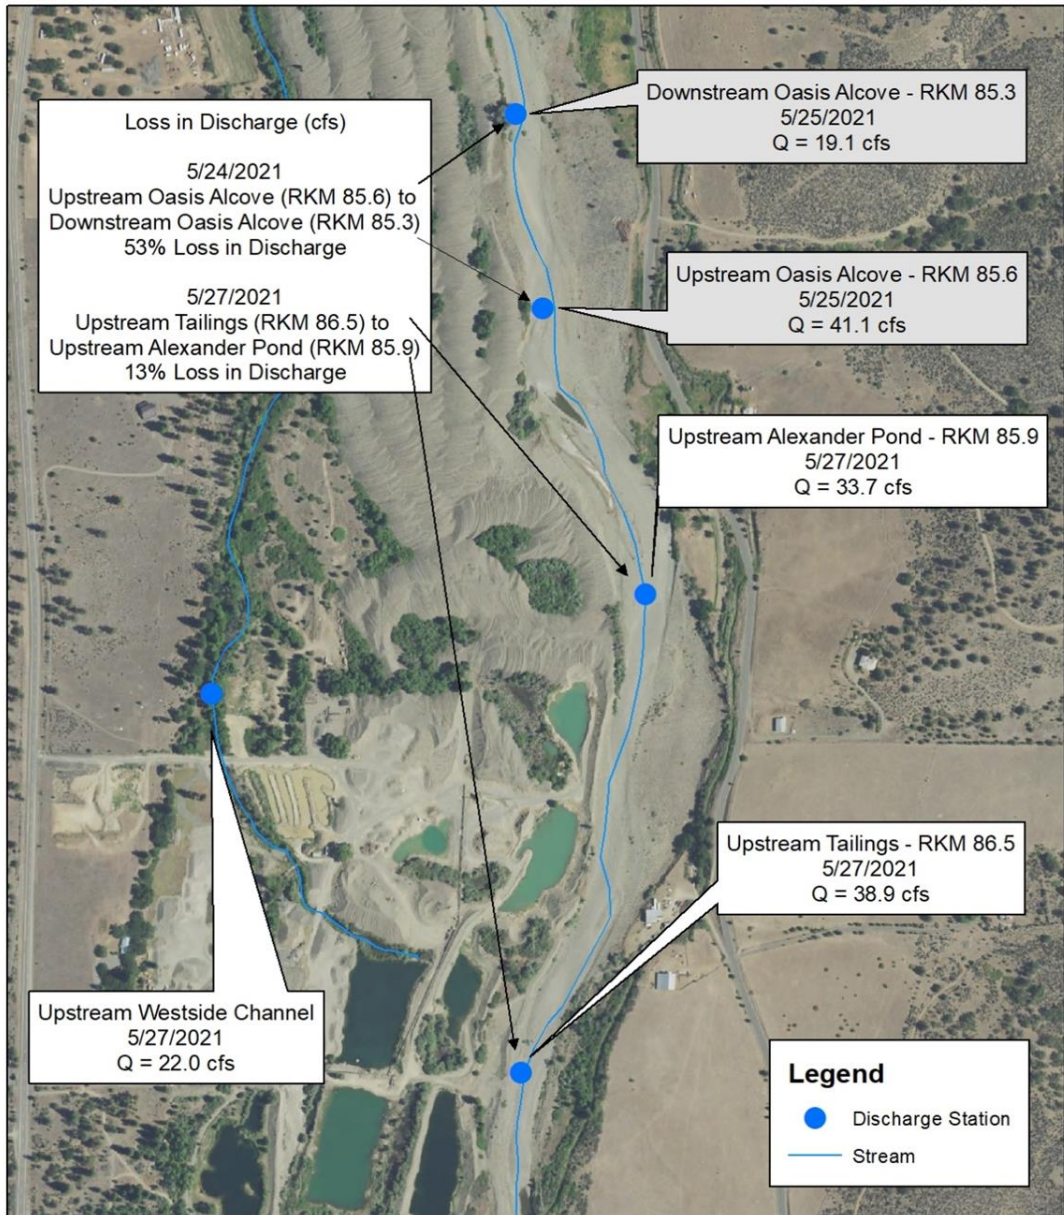 Loss in Discharge (cfs)
5/24/2021
Upstream Oasis Alcove (RKM 85.6) to
Downstream Oasis Alcove (RKM 85.3)
53% Loss in Discharge
5/27/2021
Upstream Tailings (RKM 86.5) to
Upstream Alexander Pond (RKM 85.9)
13% Loss in Discharge
Downstream Oasis Alcove - RKM 85.3
5/25/2021
Q = 19.1 cfs
Upstream Oasis Alcove - RKM 85.6
5/25/2021
Q = 41.1 cfs
Upstream Alexander Pond - RKM 85.9
5/27/2021
Q = 33.7 cfs
Upstream Tailings - RKM 86.5
5/27/2021
Q = 38.9 cfs
Upstream Westside Channel
5/27/2021
Q = 22.0 cfs
Legend
Discharge Station
Stream